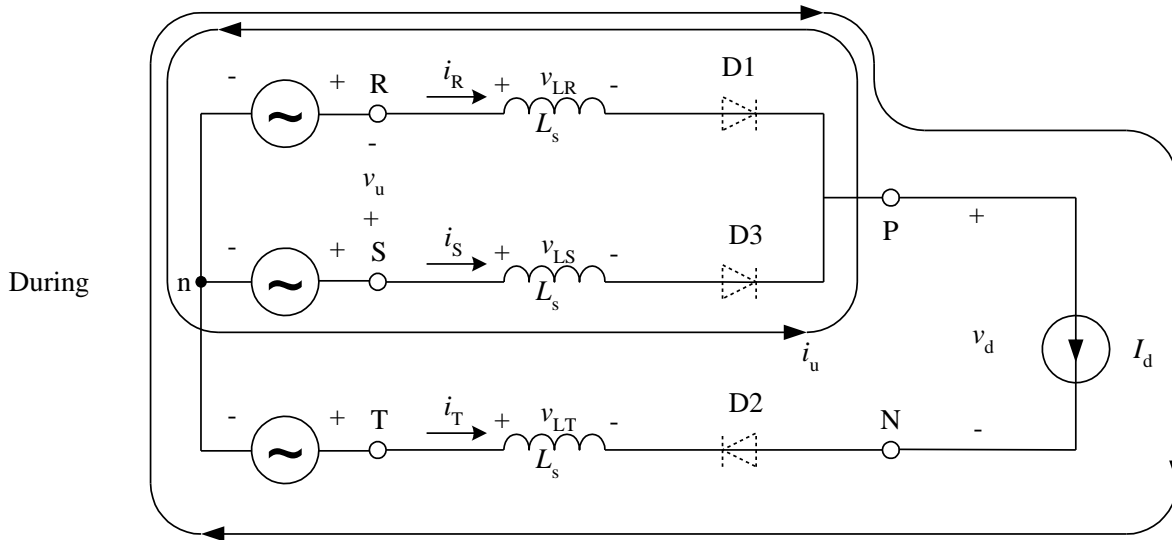 D1
- + R i_R + v_LR -
L_s
-
v_u
+
P
+
- + S i_S + v_LS - D3
During n
L_s
i_u
v_d I_d
- + T i_T + v_LT - D2 N -
L_s